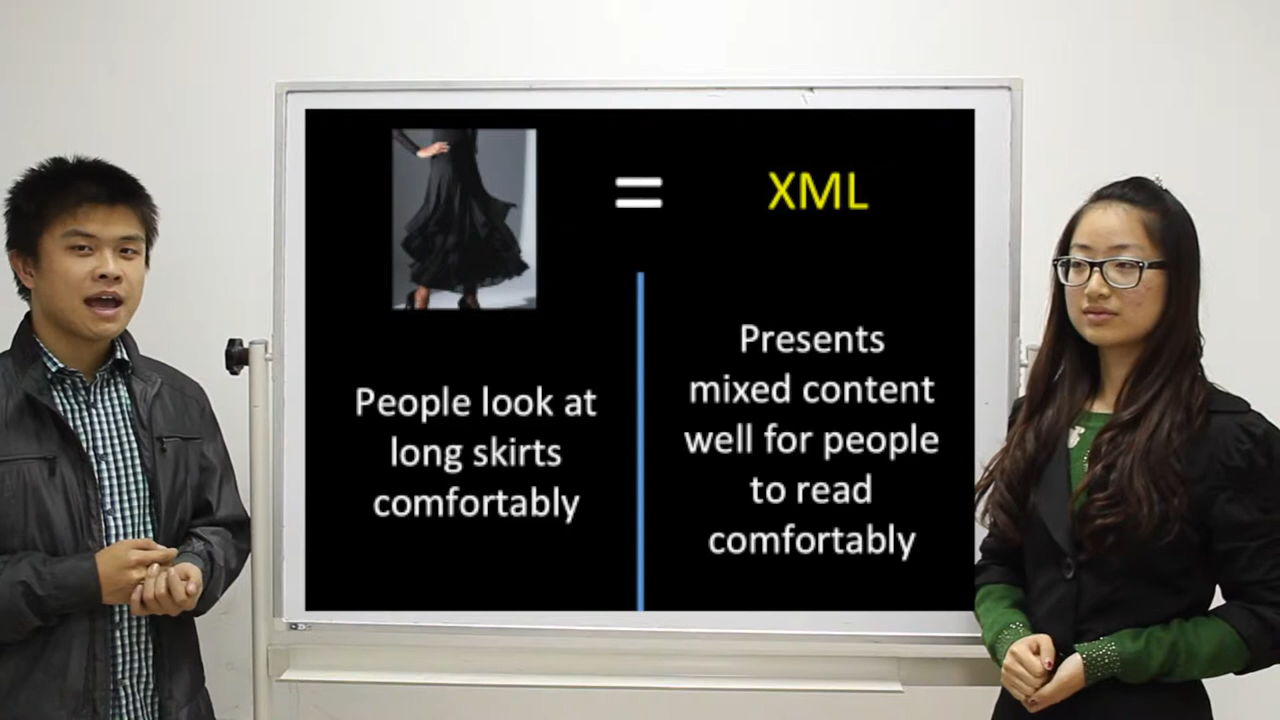 =
XML
People look at
long skirts
comfortably
Presents
mixed content
well for people
to read
comfortably